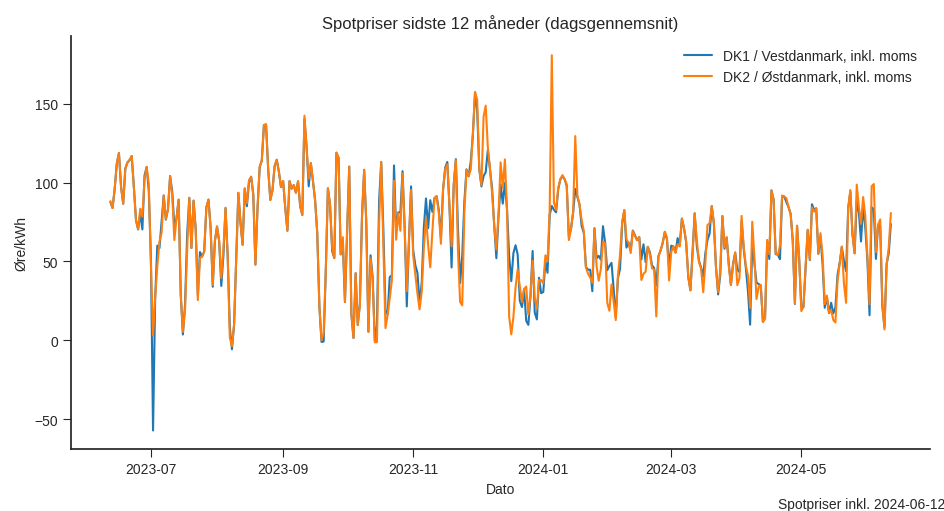 Spotpriser sidste 12 måneder (dagsgennemsnit)
DK1 / Vestdanmark, inkl. moms
DK2 / Østdanmark, inkl. moms
Øre/kWh
150
100
50
0
−50
2023-07
2023-09
2023-11
2024-01
2024-03
2024-05
Dato
Spotpriser inkl. 2024-06-12